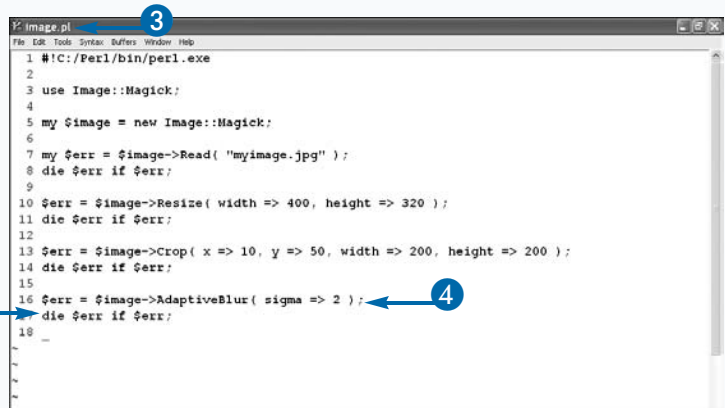 image.pl
3
File Edit Tools Syntax Buffers Window Help
1 #!C:/Perl/bin/perl.exe
2
3 use Image::Magick;
4
5 my $image = new Image::Magick;
6
7 my $err = $image->Read( "myimage.jpg" );
8 die $err if $err;
9
10 $err = $image->Resize( width => 400, height => 320 );
11 die $err if $err;
12
13 $err = $image->Crop( x => 10, y => 50, width => 200, height => 200 );
14 die $err if $err;
15
16 $err = $image->AdaptiveBlur( sigma => 2 );
4
17 die $err if $err;
18 _
~
~
~
~